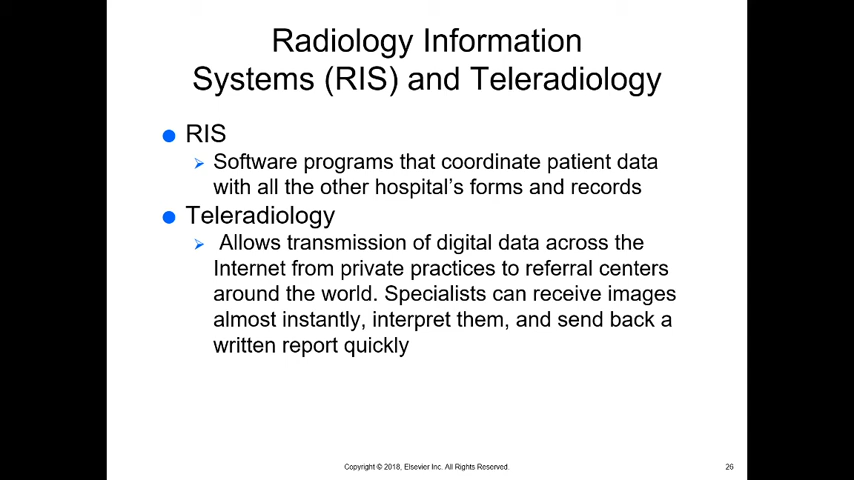 Radiology Information
Systems (RIS) and Teleradiology
RIS
Software programs that coordinate patient data
with all the other hospital's forms and records
Teleradiology
Allows transmission of digital data across the
Internet from private practices to referral centers
around the world. Specialists can receive images
almost instantly, interpret them, and send back a
written report quickly
Copyright © 2018, Elsevier Inc. All Rights Reserved.
26